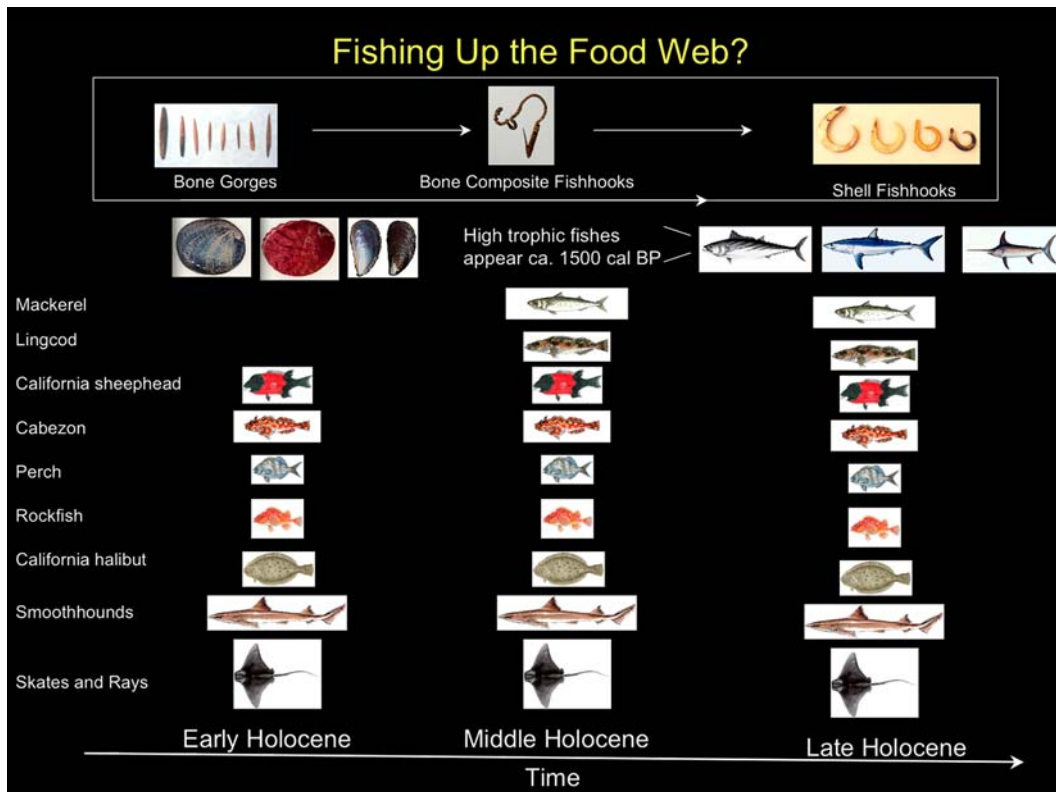 Fishing Up the Food Web?
Bone Gorges
Bone Composite Fishhooks
Shell Fishhooks
High trophic fishes
appear ca. 1500 cal BP
Mackerel
Lingcod
California sheephead
Cabezon
Perch
Rockfish
California halibut
Smoothhounds
Skates and Rays
Early Holocene
Middle Holocene
Late Holocene
Time